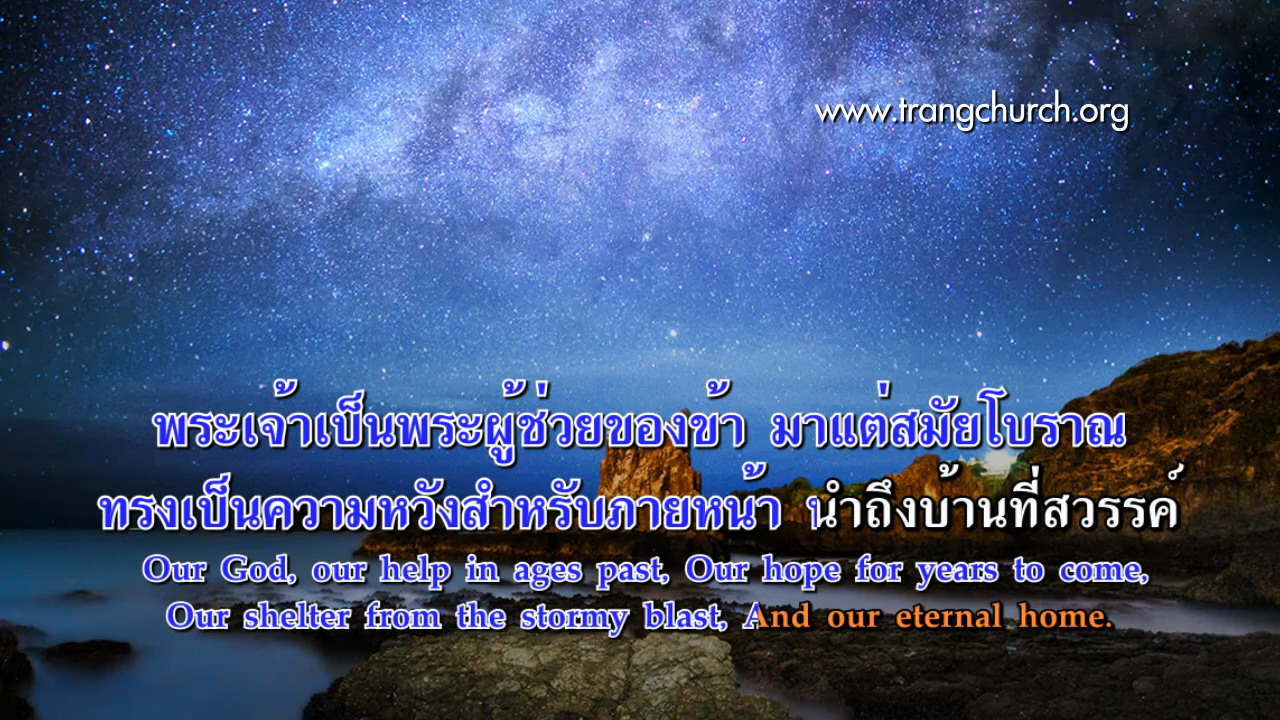 www.trangchurch.org
พระเจ้าเป็นพระผู้ช่วยของข้า มาแต่สมัยโบราณ
ทรงเป็นความหวังสำหรับภายหน้า นำถึงบ้านที่สวรรค์
Our God, our help in ages past, Our hope for years to come,
Our shelter from the stormy blast, And our eternal home.